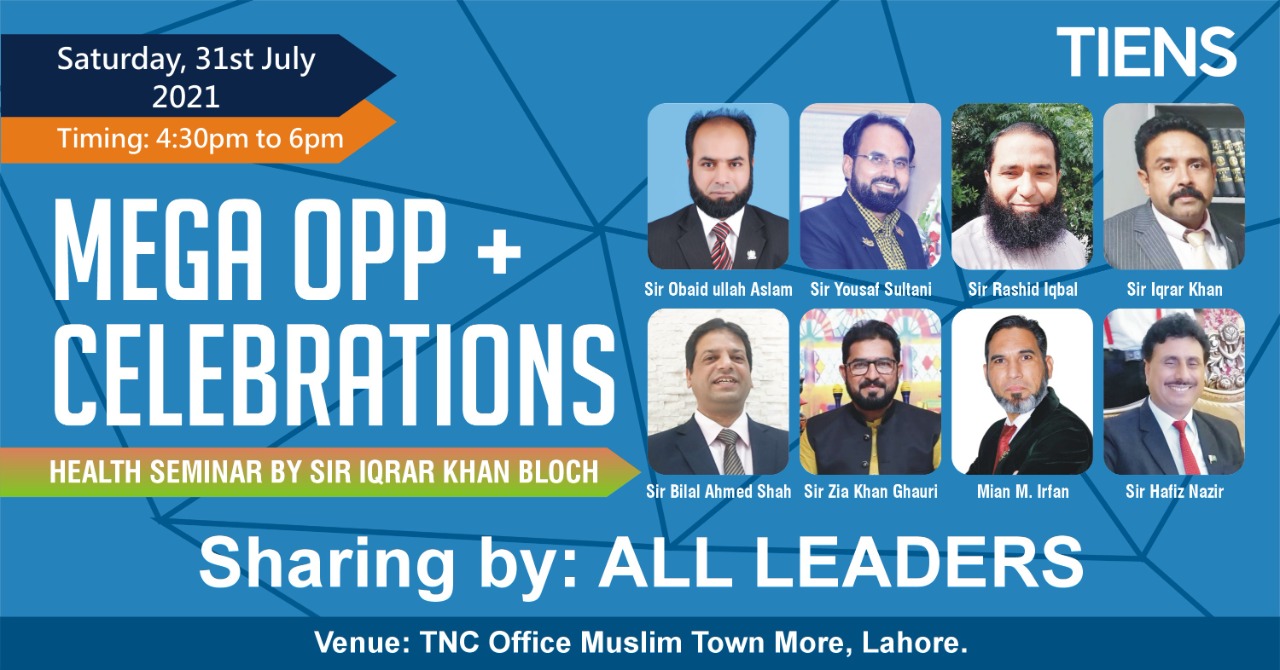 Saturday, 31st July
2021
Timing: 4:30pm to 6pm
TIENS
MEGA OPP +
CELEBRATIONS
HEALTH SEMINAR BY SIR IQRAR KHAN BLOCH
Sir Obaid ullah Aslam
Sir Yousaf Sultani
Sir Rashid Iqbal
Sir Iqrar Khan
Sir Bilal Ahmed Shah
Sir Zia Khan Ghauri
Mian M. Irfan
Sir Hafiz Nazir
Sharing by: ALL LEADERS
Venue: TNC Office Muslim Town More, Lahore.